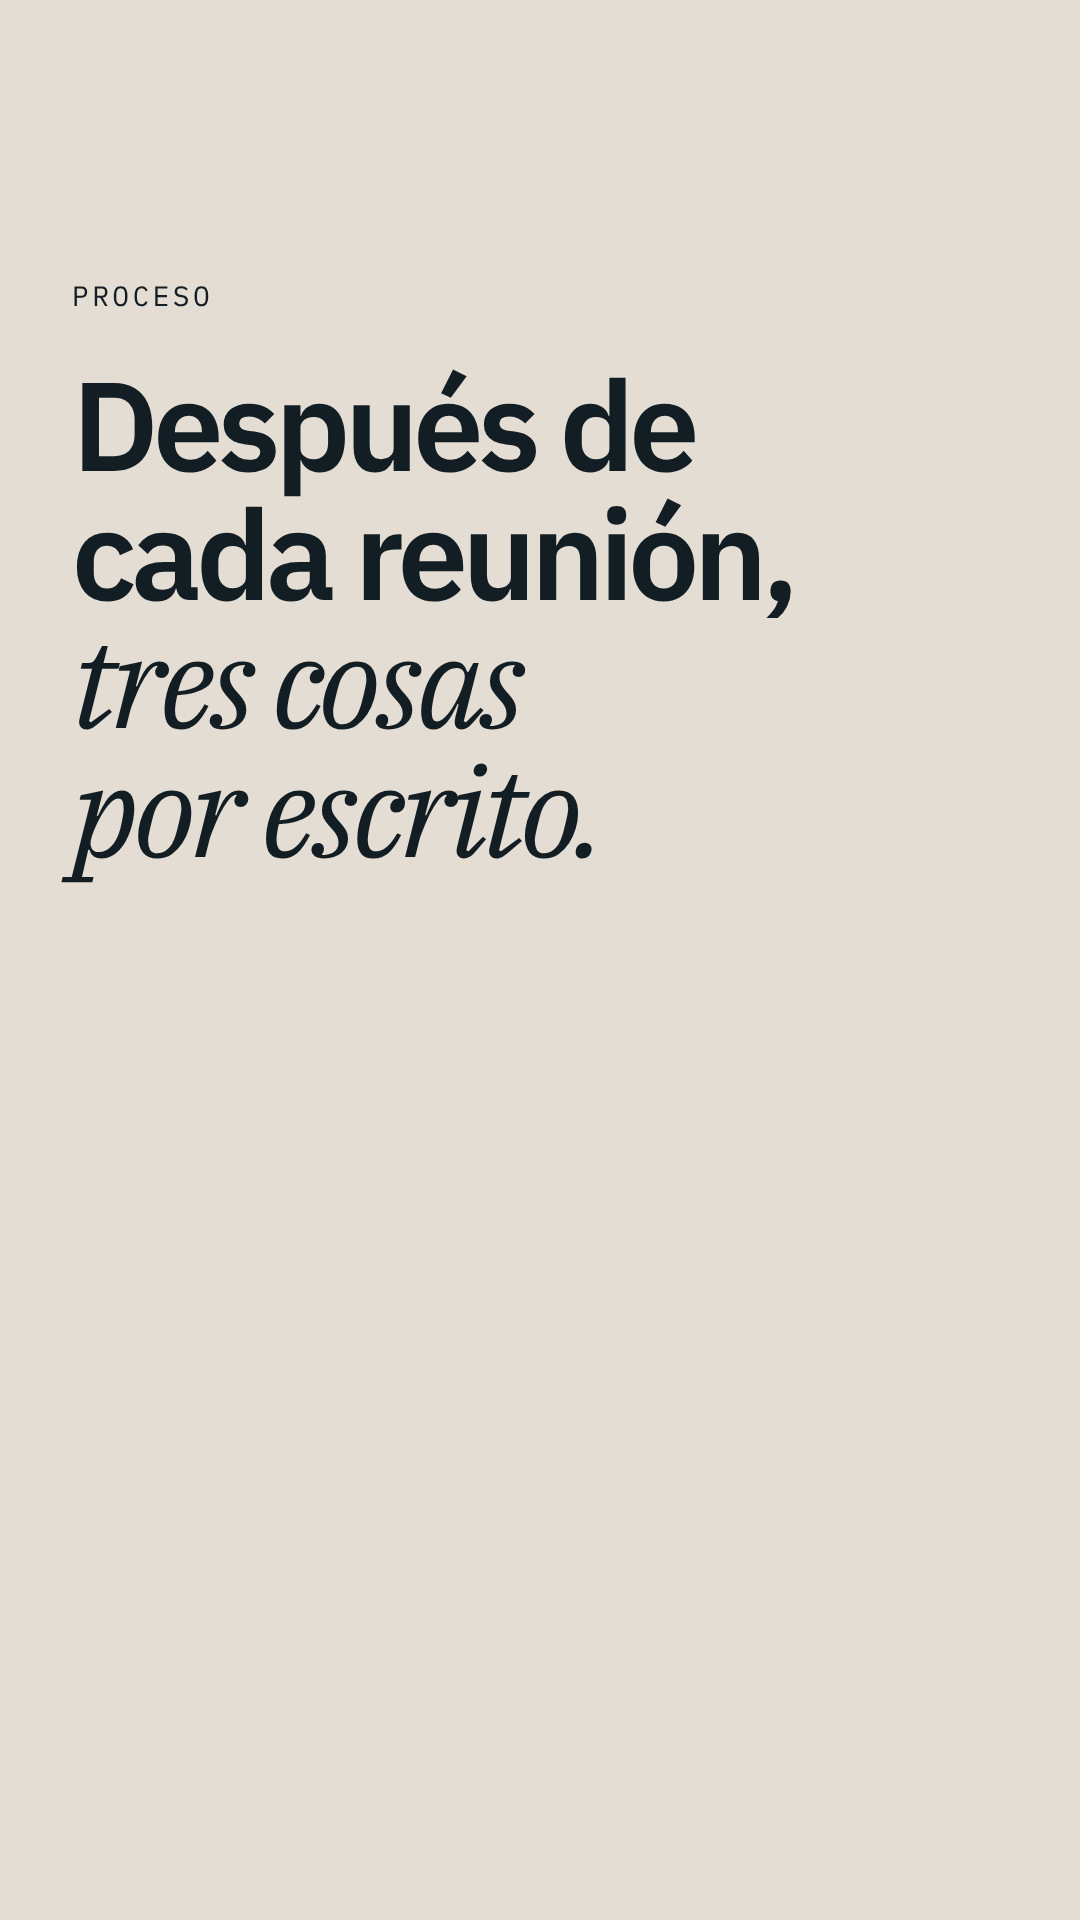 PROCESO
Después de
cada reunión,
tres cosas
por escrito.